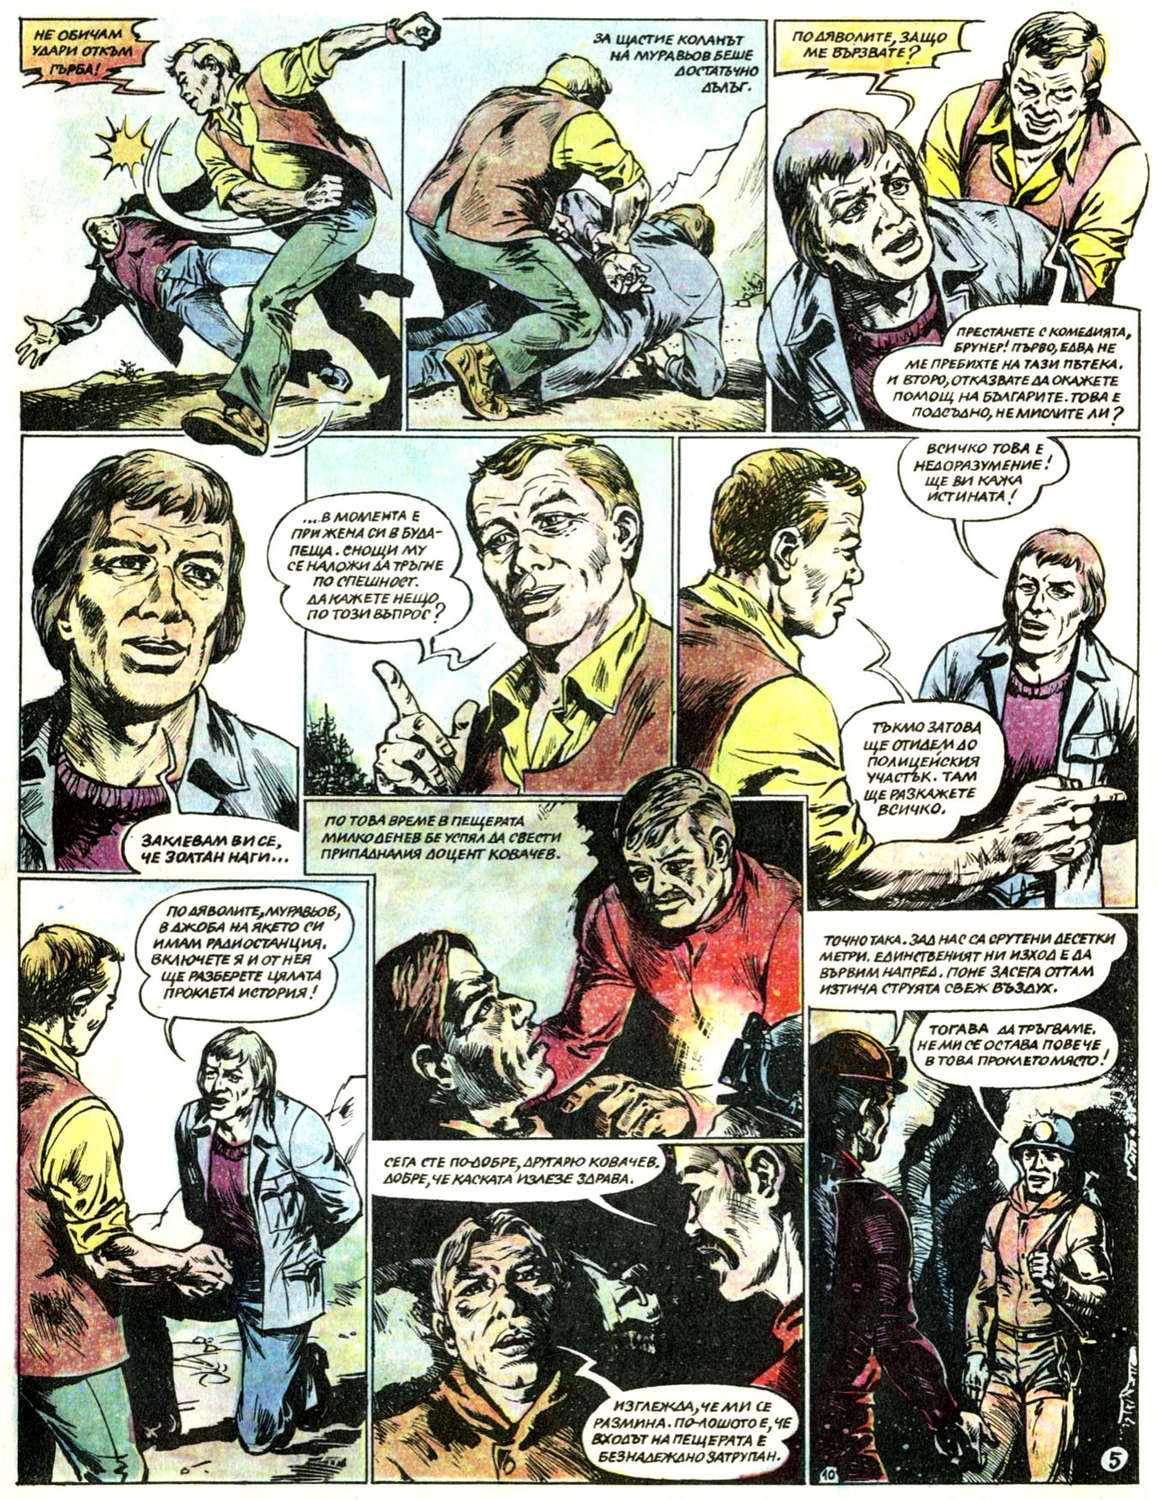 НЕ ОБИЧАМ
УДАРИ ОТКЪМ
ГЪРБА!
ЗА ЩАСТИЕ КОЛАНЪТ
НА МУРАВЬОВ БЕШЕ
ДОСТАТЪЧНО
ДЪЛЪГ.
ПО ДЯВОЛИТЕ, ЗАЩО
МЕ ВЪРЗВАТЕ?
ПРЕСТАНЕТЕ С КОМЕДИЯТА,
БРУНЕР! ПЪРВО, ЕДВА НЕ
МЕ ПРЕБИХТЕ НА ТАЗИ ПЪТЕКА.
И ВТОРО, ОТКАЗВАТЕ ДА ОКАЖЕТЕ
ПОМОЩ НА БЪЛГАРИТЕ. ТОВА Е
ПОДСЪДНО, НЕ МИСЛИТЕ ЛИ?
ЗАКЛЕВАМ ВИ СЕ,
ЧЕ ЗОЛТАН НАГИ...
...В МОМЕНТА Е
ПРИ ЖЕНА СИ В БУДА-
ПЕЩА. СНОЩИ МУ
СЕ НАЛОЖИ ДА ТРЪГНЕ
ПО СПЕШНОСТ.
ДА КАЖЕТЕ НЕЩО
ПО ТОЗИ ВЪПРОС?
ВСИЧКО ТОВА Е
НЕДОРАЗУМЕНИЕ!
ЩЕ ВИ КАЖА
ИСТИНАТА!
ТЪКМО ЗАТОВА
ЩЕ ОТИДЕМ ДО
ПОЛИЦЕЙСКИЯ
УЧАСТЪК. ТАМ
ЩЕ РАЗКАЖЕТЕ
ВСИЧКО.
ПО ДЯВОЛИТЕ, МУРАВЬОВ,
В ДЖОБА НА ЯКЕТО СИ
ИМАМ РАДИОСТАНЦИЯ.
ВКЛЮЧЕТЕ Я И ОТ НЕЯ
ЩЕ РАЗБЕРЕТЕ ЦЯЛАТА
ПРОКЛЕТА ИСТОРИЯ!
ПО ТОВА ВРЕМЕ В ПЕЩЕРАТА
МИЛКО ДЕНЕВ БЕ УСПЯЛ ДА СВЕСТИ
ПРИПАДНАЛИЯ ДОЦЕНТ КОВАЧЕВ.
СЕГА СТЕ ПО-ДОБРЕ, ДРУГАРЮ КОВАЧЕВ.
ДОБРЕ, ЧЕ КАСКАТА ИЗЛЕЗЕ ЗДРАВА.
ИЗГЛЕЖДА, ЧЕ МИ СЕ
РАЗМИНА. ПО-ЛОШОТО Е, ЧЕ
ВХОДЪТ НА ПЕЩЕРАТА Е
БЕЗНАДЕЖДНО ЗАТРУПАН.
ТОЧНО ТАКА. ЗАД НАС СА СРУТЕНИ ДЕСЕТКИ
МЕТРИ. ЕДИНСТВЕНИЯТ НИ ИЗХОД Е ДА
ВЪРВИМ НАПРЕД. ПОНЕ ЗАСЕГА ОТТАМ
ИЗТИЧА СТРУЯТА СВЕЖ ВЪЗДУХ.
ТОГАВА ДА ТРЪГВАМЕ.
НЕ МИ СЕ ОСТАВА ПОВЕЧЕ
В ТОВА ПРОКЛЕТО МЯСТО!
10
5